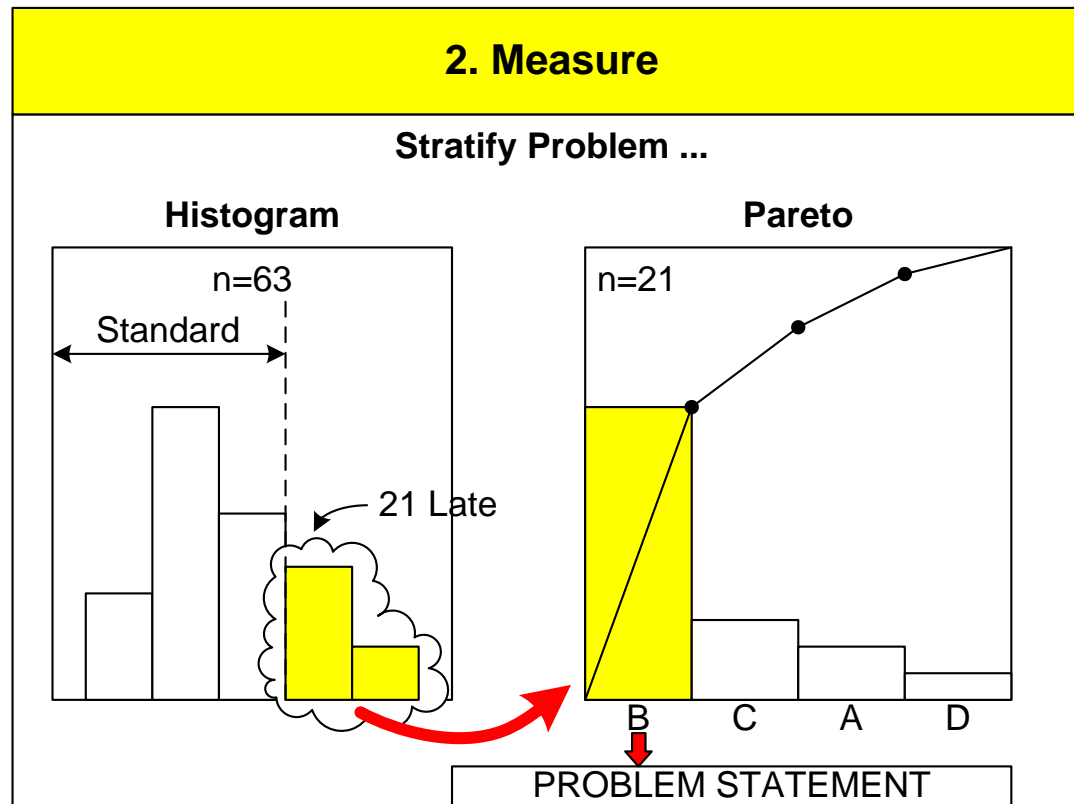 2. Measure
Stratify Problem ...
Histogram
Pareto
n=63
Standard
21 Late
n=21
B
C
A
D
PROBLEM STATEMENT